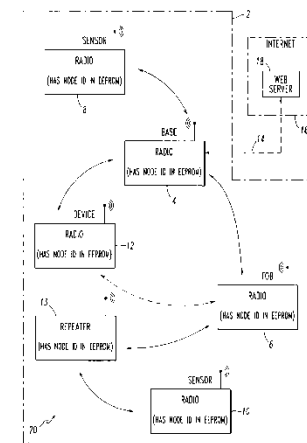 2
SENSOR
RADIO
(HAS NODE ID IN EEPROM)
8
INTERNET
18
WEB
SERVER
16
14
BASE
RADIO
(HAS NODE ID IN EEPROM)
4
DEVICE
RADIO
(HAS NODE ID IN EEPROM)
12
FOB
RADIO
(HAS NODE ID IN EEPROM)
6
REPEATER
(HAS NODE ID IN EEPROM)
SENSOR
RADIO
(HAS NODE ID IN EEPROM)
10
20